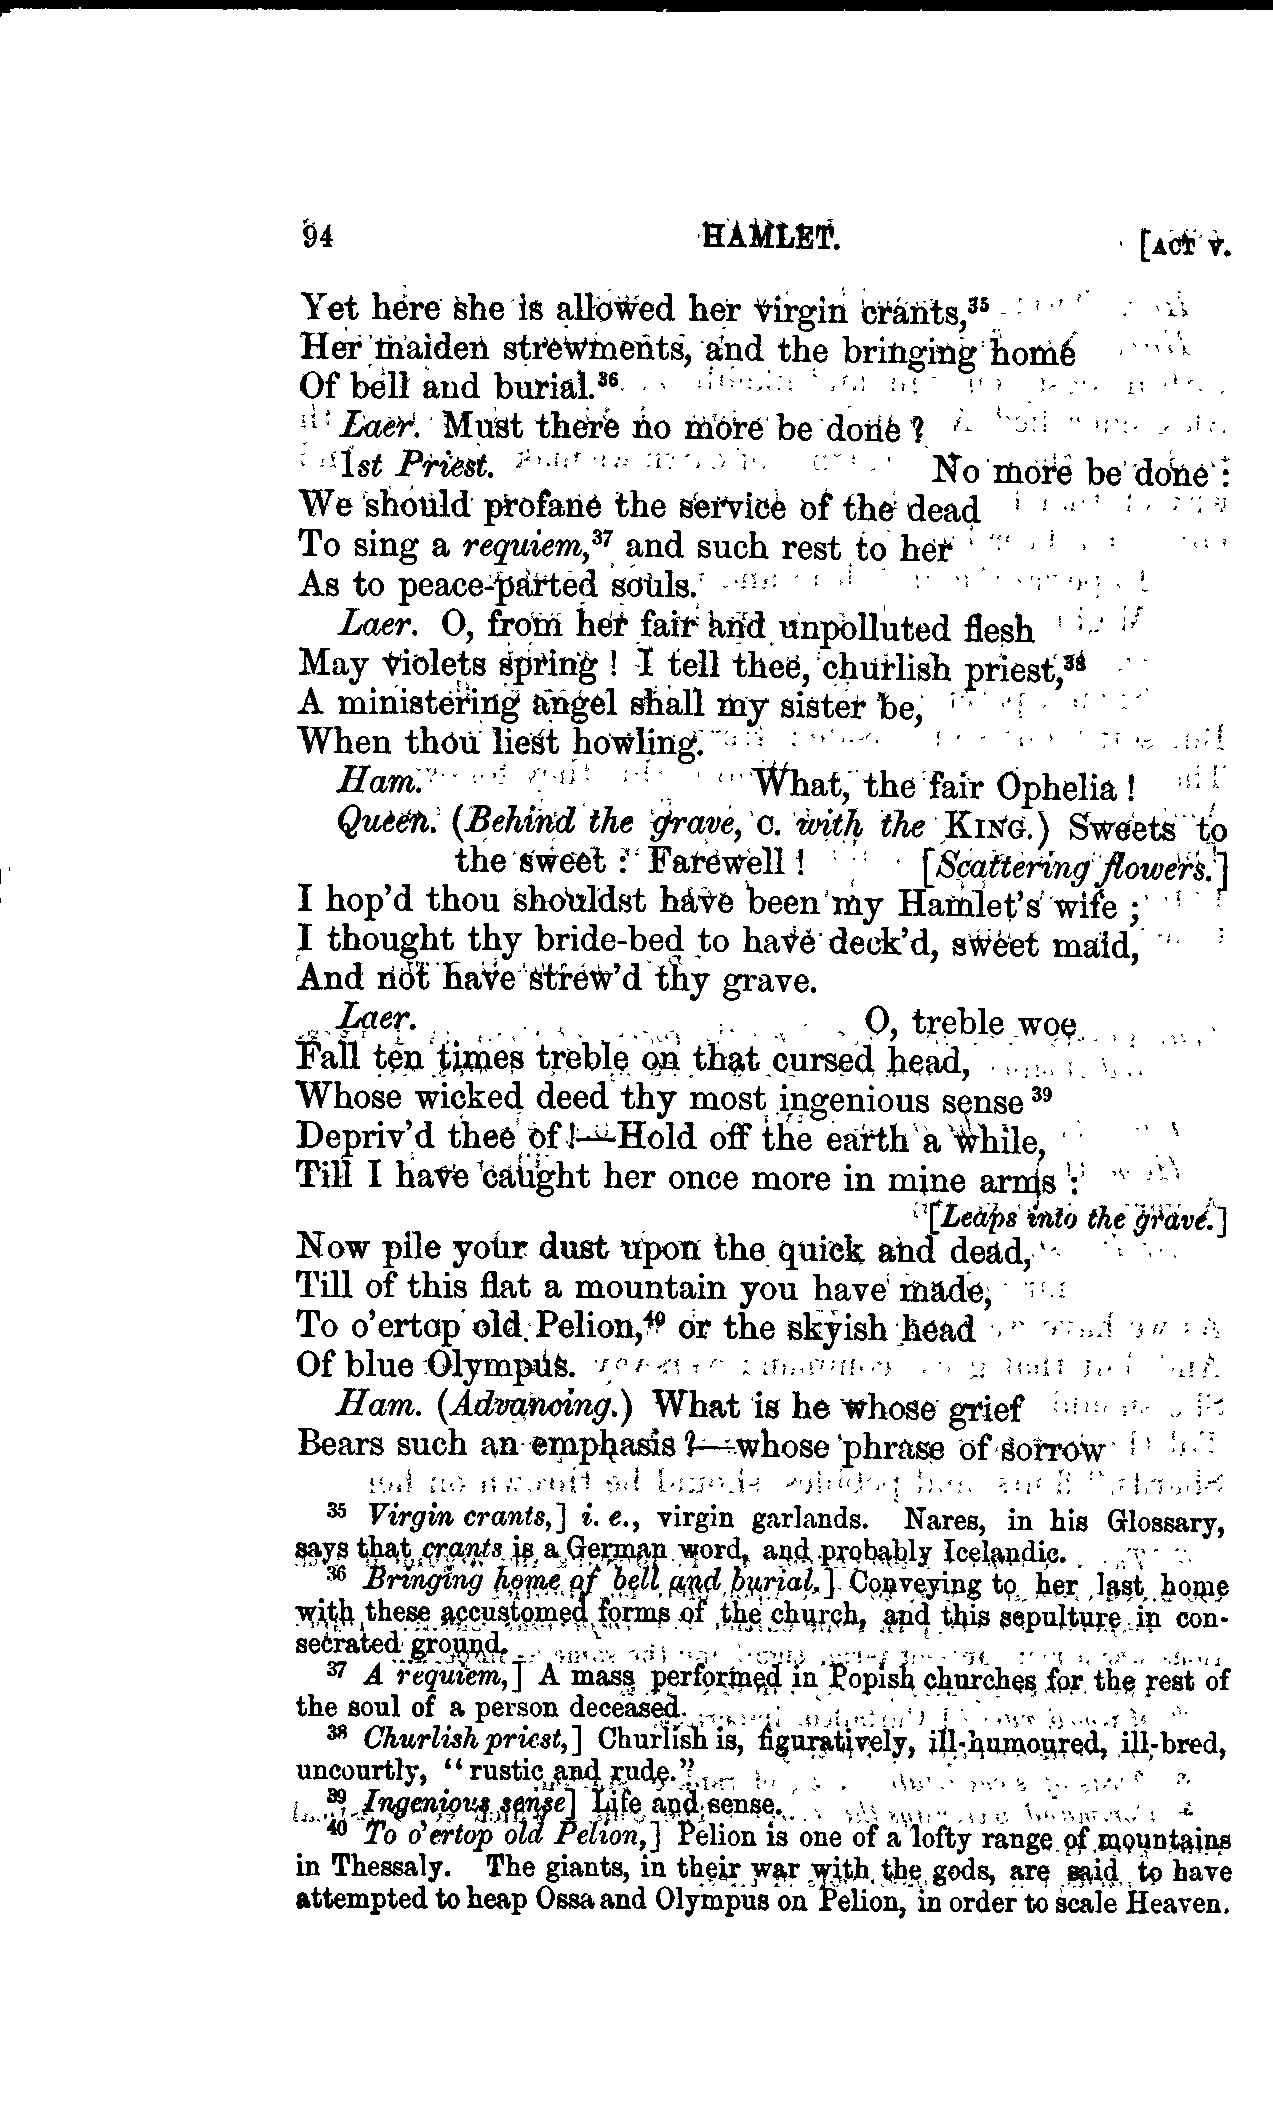 94 HAMLET. [ACT V.
Yet here she is allowed her virgin crants,³⁵
Her maiden strewments, and the bringing home
Of bell and burial.³⁶
Laer. Must there no more be done ?
1st Priest. No more be done :
We should profane the service of the dead
To sing a requiem,³⁷ and such rest to her
As to peace-parted souls.
Laer. O, from her fair and unpolluted flesh
May violets spring ! I tell thee, churlish priest,³⁸
A ministering angel shall my sister be,
When thou liest howling.
Ham. What, the fair Ophelia !
Queen. (Behind the grave, C. with the KING.) Sweets to
the sweet : Farewell ! [Scattering flowers.]
I hop'd thou shouldst have been my Hamlet's wife ;
I thought thy bride-bed to have deck'd, sweet maid,
And not have strew'd thy grave.
Laer. O, treble woe
Fall ten times treble on that cursed head,
Whose wicked deed thy most ingenious sense ³⁹
Depriv'd thee of !—Hold off the earth a while,
Till I have caught her once more in mine arms :
[Leaps into the grave.]
Now pile your dust upon the quick and dead,
Till of this flat a mountain you have made,
To o'ertop old Pelion,⁴⁰ or the skyish head
Of blue Olympus.
Ham. (Advancing.) What is he whose grief
Bears such an emphasis ?—whose phrase of sorrow
³⁵ Virgin crants,] i. e., virgin garlands. Nares, in his Glossary,
says that crants is a German word, and probably Icelandic.
³⁶ Bringing home of bell and burial,] Conveying to her last home
with these accustomed forms of the church, and this sepulture in con-
secrated ground.
³⁷ A requiem,] A mass performed in Popish churches for the rest of
the soul of a person deceased.
³⁸ Churlish priest,] Churlish is, figuratively, ill-humoured, ill-bred,
uncourtly, "rustic and rude."
³⁹ Ingenious sense] Life and sense.
⁴⁰ To o'ertop old Pelion,] Pelion is one of a lofty range of mountains
in Thessaly. The giants, in their war with the gods, are said to have
attempted to heap Ossa and Olympus on Pelion, in order to scale Heaven.